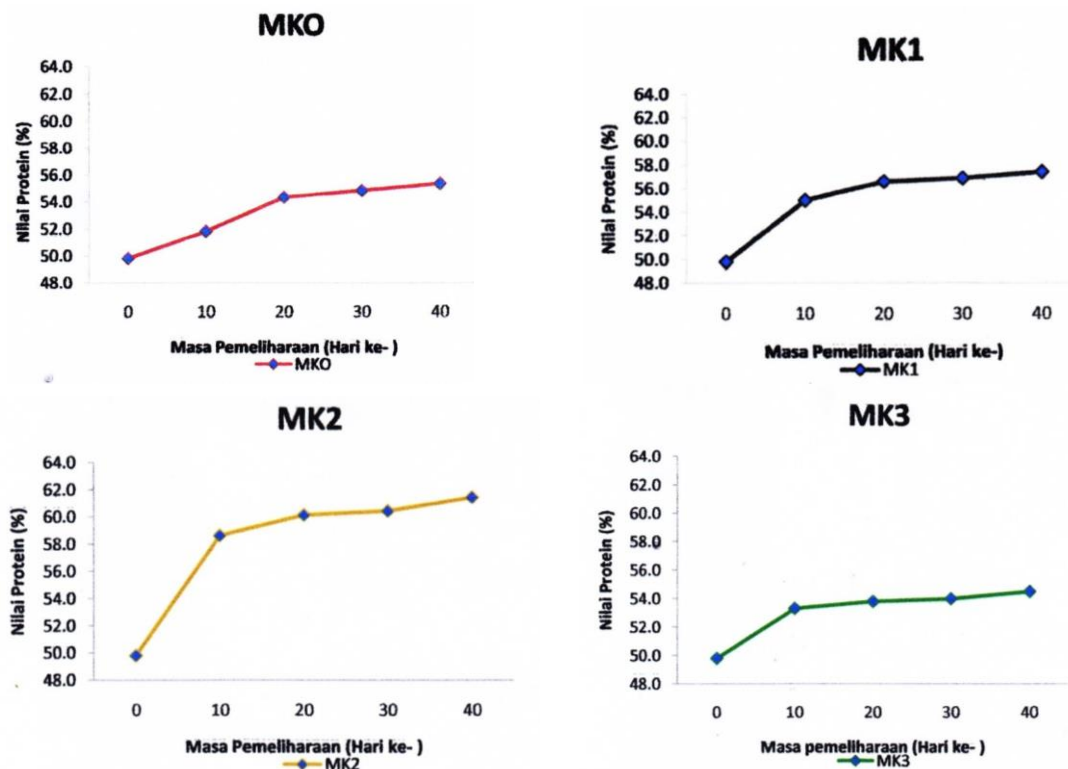 MKO
Nilai Protein (%)
64.0
62.0
60.0
58.0
56.0
54.0
52.0
50.0
48.0
0 10 20 30 40
Masa Pemeliharaan (Hari ke- )
MKO
MK1
Nilai Protein (%)
64.0
62.0
60.0
58.0
56.0
54.0
52.0
50.0
48.0
0 10 20 30 40
Masa Pemeliharaan (Hari ke-)
MK1
MK2
Nilai Protein (%)
64.0
62.0
60.0
58.0
56.0
54.0
52.0
50.0
48.0
0 10 20 30 40
Masa Pemeliharaan (Hari ke- )
MK2
MK3
Nilai Protein (%)
64.0
62.0
60.0
58.0
56.0
54.0
52.0
50.0
48.0
0 10 20 30 40
Masa pemeliharaan (Hari ke- )
MK3